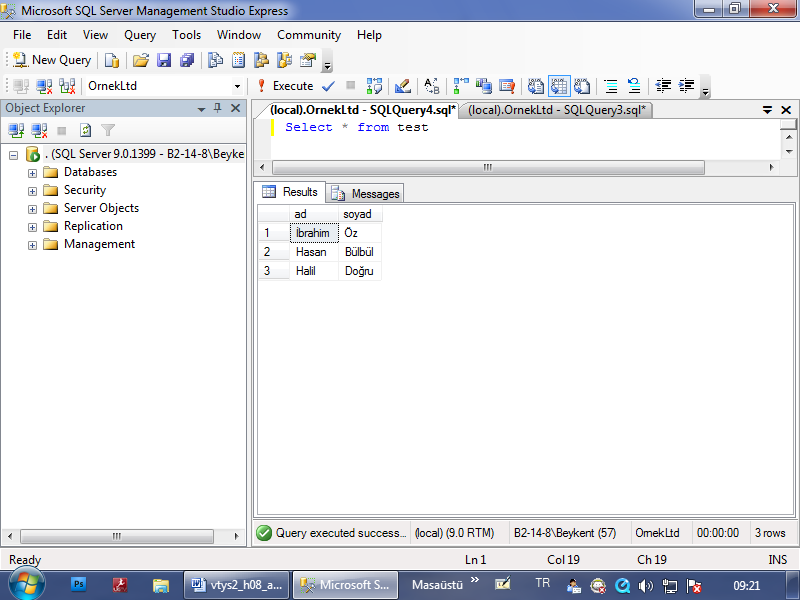 Microsoft SQL Server Management Studio Express
File Edit View Query Tools Window Community Help
New Query
OrnekLtd Execute
Object Explorer
(local).OrnekLtd - SQLQuery4.sql* (local).OrnekLtd - SQLQuery3.sql*
Select * from test
. (SQL Server 9.0.1399 - B2-14-8\Beyke
Databases
Security
Server Objects
Replication
Management
Results Messages
ad soyad
1 İbrahim Öz
2 Hasan Bülbül
3 Halil Doğru
Query executed success... (local) (9.0 RTM) B2-14-8\Beykent (57) OrnekLtd 00:00:00 3 rows
Ready Ln 1 Col 19 Ch 19 INS
Ps vtys2_h08_a... Microsoft S... Masaüstü » TR 09:21